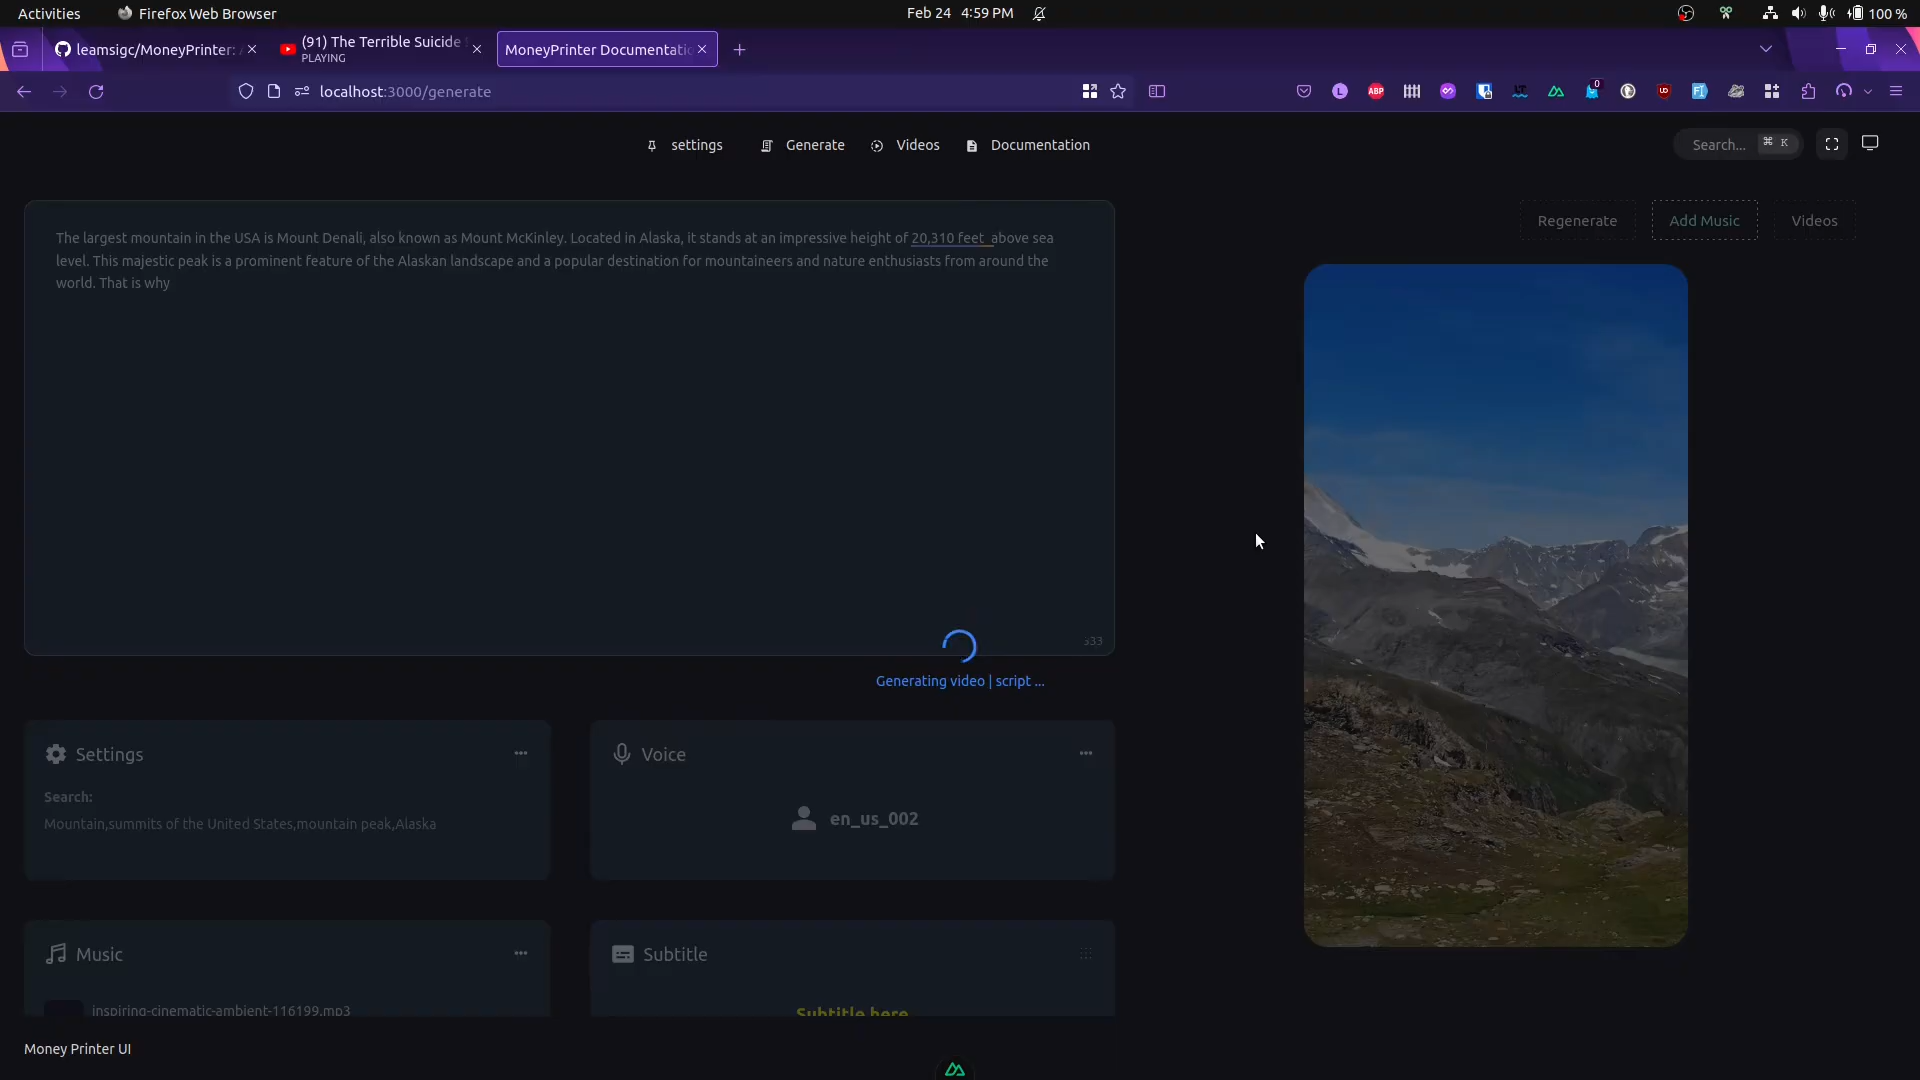 Activities
Firefox Web Browser
Feb 24 4:59 PM
100 %
leamsigc/MoneyPrinter:
(91) The Terrible Suicide
PLAYING
MoneyPrinter Documentatio
localhost:3000/generate
L
ABP
0
settings
Generate
Videos
Documentation
Search...
⌘ K
Regenerate
Add Music
Videos
The largest mountain in the USA is Mount Denali, also known as Mount McKinley. Located in Alaska, it stands at an impressive height of 20,310 feet above sea
level. This majestic peak is a prominent feature of the Alaskan landscape and a popular destination for mountaineers and nature enthusiasts from around the
world. That is why
333
Generating video | script ...
Settings
Search:
Mountain,summits of the United States,mountain peak,Alaska
Voice
en_us_002
Music
inspiring-cinematic-ambient-116199.mp3
Subtitle
Subtitle here
Money Printer UI